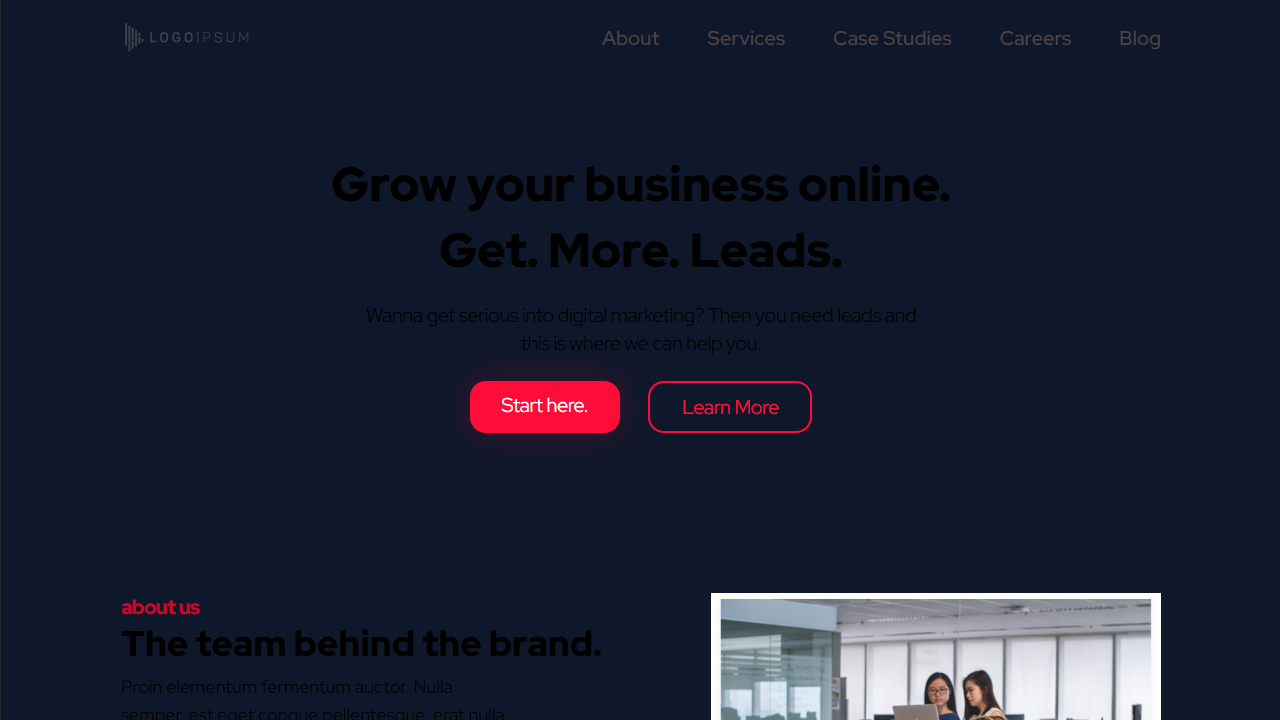 LOGOIPSUM
About Services Case Studies Careers Blog
Grow your business online.
Get. More. Leads.
Wanna get serious into digital marketing? Then you need leads and
this is where we can help you.
Start here. Learn More
about us
The team behind the brand.
Proin elementum fermentum auctor. Nulla
semper, est eget congue pellentesque, erat nulla